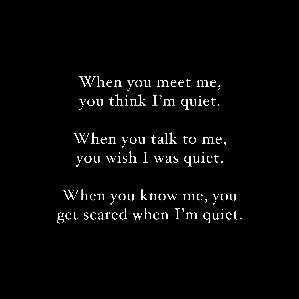 When you meet me,
you think I'm quiet.
When you talk to me,
you wish I was quiet.
When you know me, you
get scared when I'm quiet.